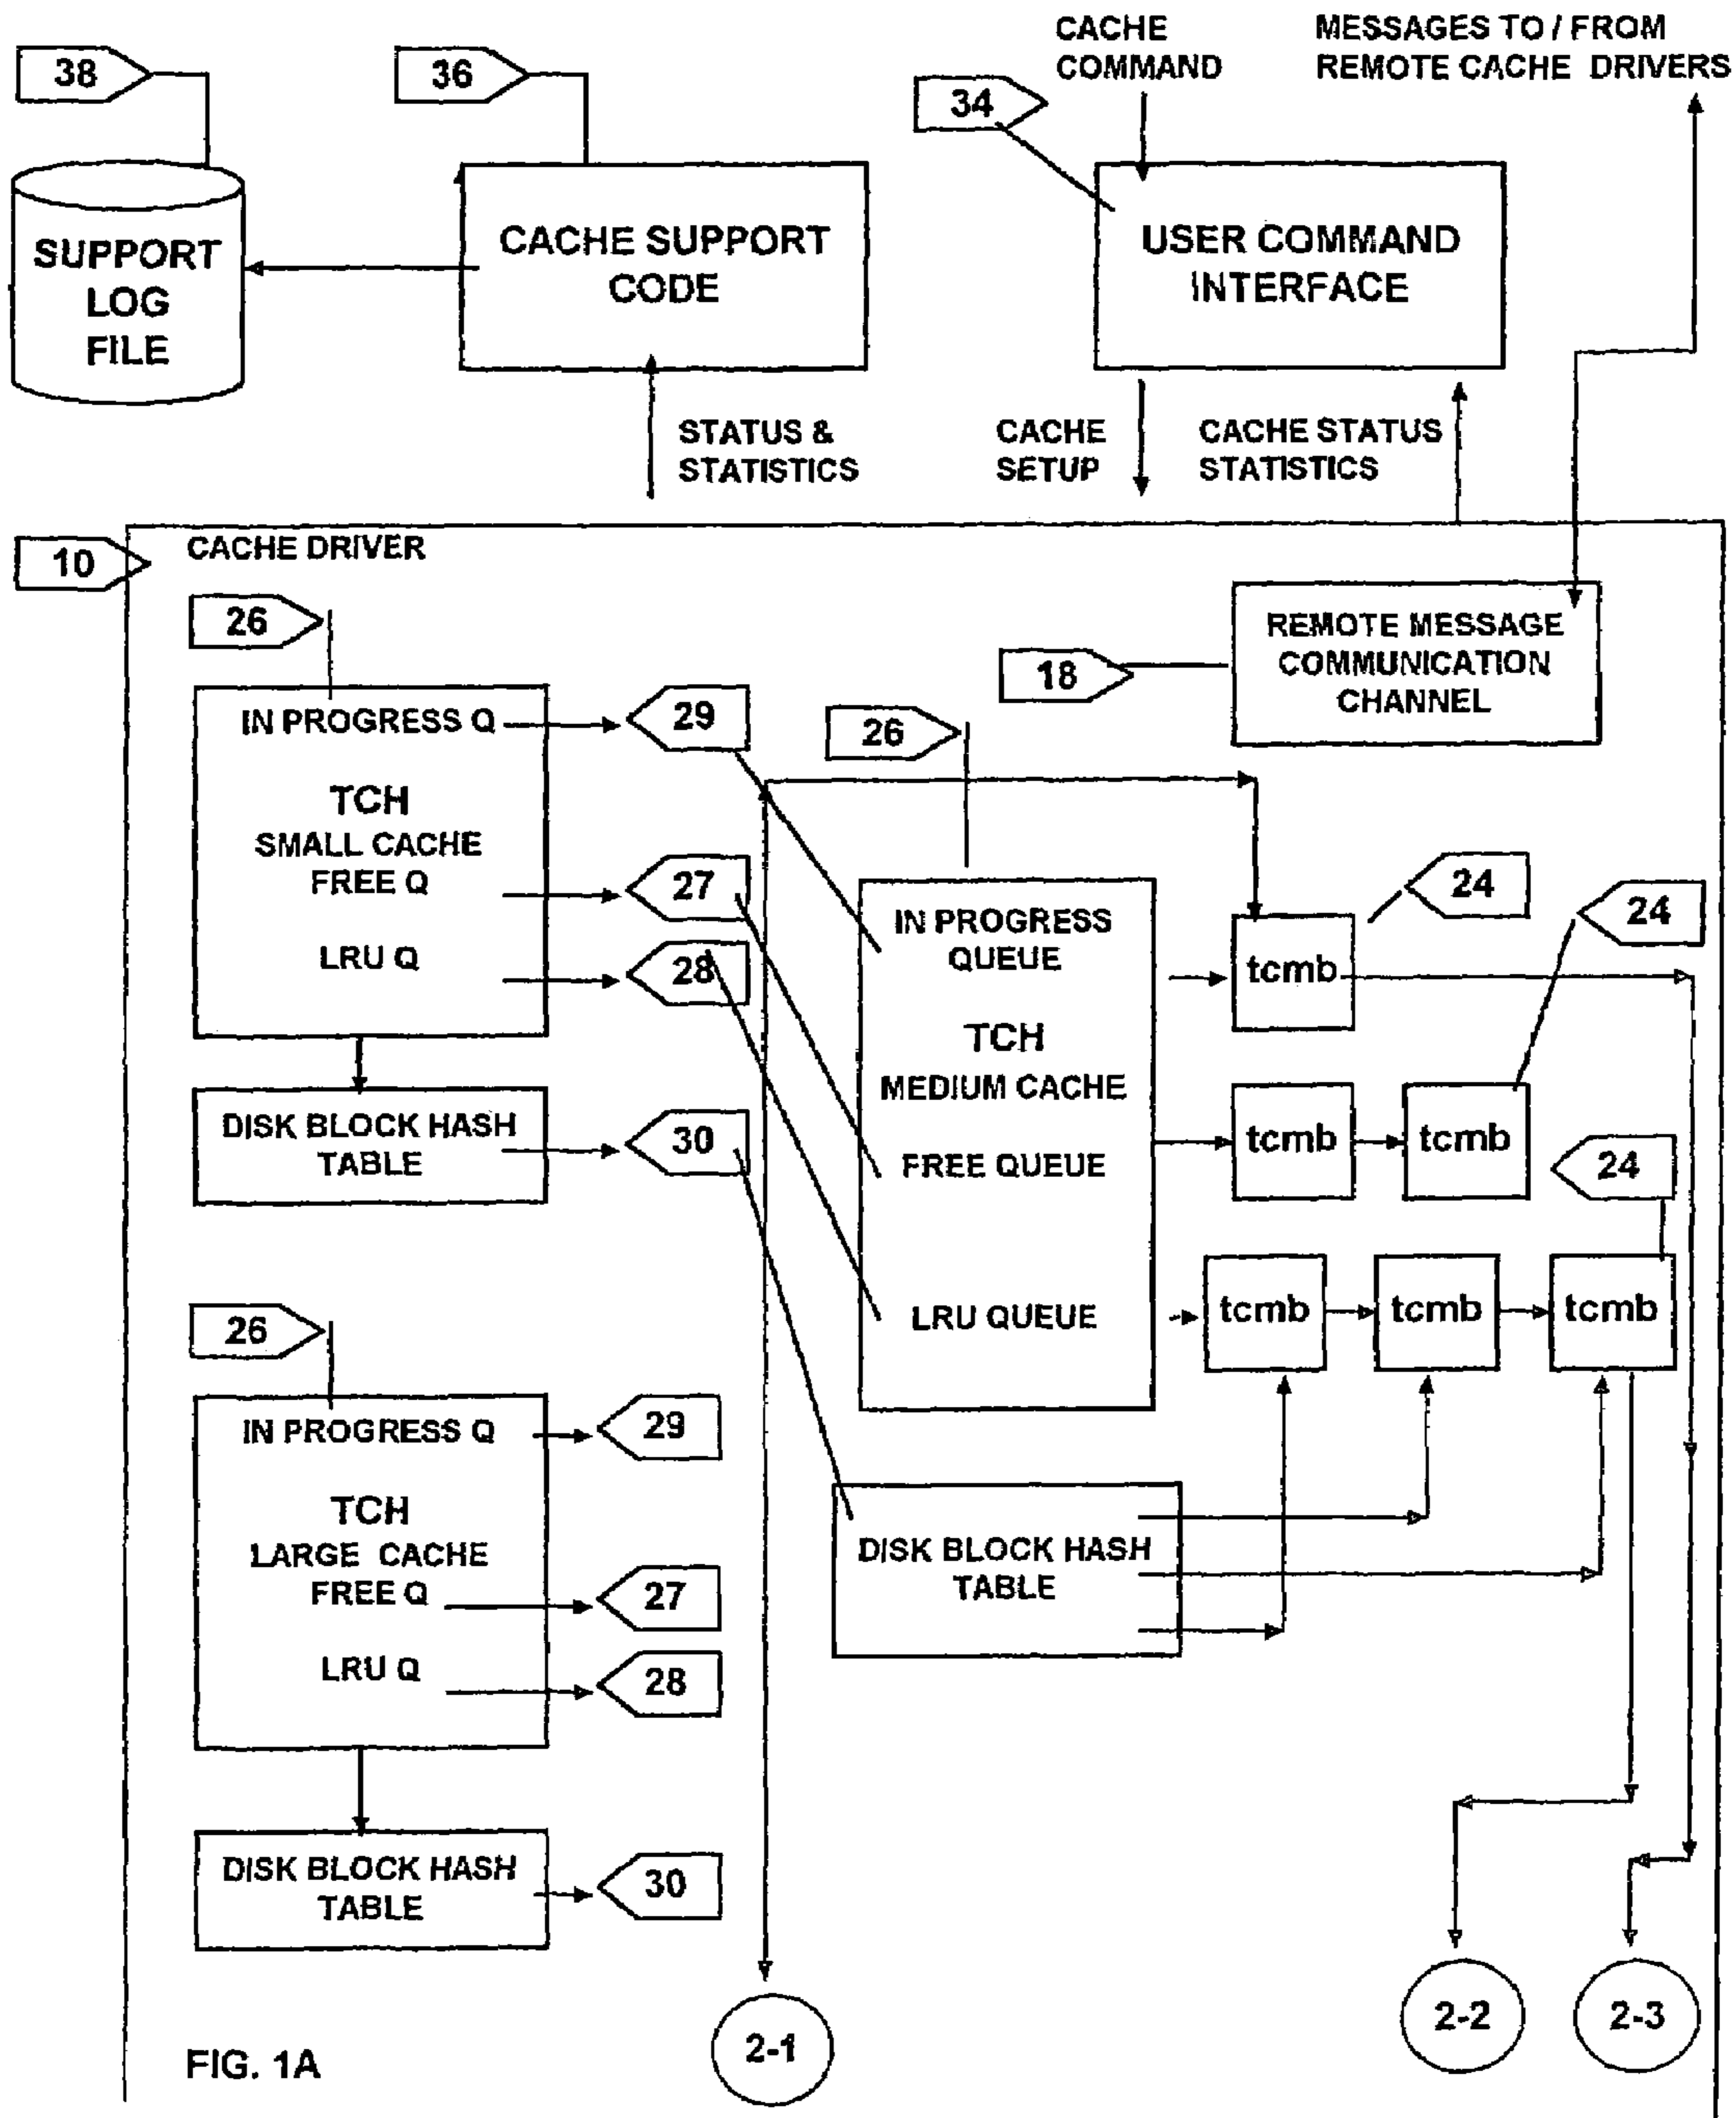 CACHE
COMMAND
MESSAGES TO / FROM
REMOTE CACHE DRIVERS
38
36
34
SUPPORT
LOG
FILE
CACHE SUPPORT
CODE
USER COMMAND
INTERFACE
STATUS &
STATISTICS
CACHE
SETUP
CACHE STATUS
STATISTICS
10
CACHE DRIVER
26
REMOTE MESSAGE
COMMUNICATION
CHANNEL
18
IN PROGRESS Q
29
26
TCH
SMALL CACHE
FREE Q
27
LRU Q
28
24
24
IN PROGRESS
QUEUE
tcmb
TCH
MEDIUM CACHE
DISK BLOCK HASH
TABLE
30
FREE QUEUE
tcmb
tcmb
24
LRU QUEUE
tcmb
tcmb
tcmb
26
IN PROGRESS Q
29
TCH
LARGE CACHE
FREE Q
27
LRU Q
28
DISK BLOCK HASH
TABLE
DISK BLOCK HASH
TABLE
30
2-1
2-2
2-3
FIG. 1A